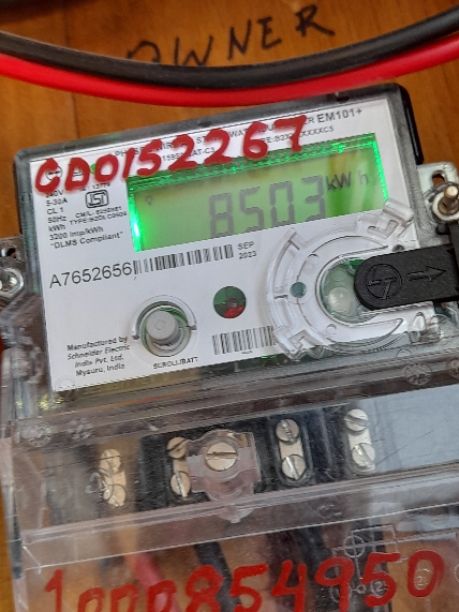 OWNER
EM101+
GD0152267
5-30A
CL 1
50Hz
kWh
3200 imp/kWh
"DLMS Compliant"
8503 kWh
A7652656
SEP
2023
Manufactured by
Schneider Electric
India Pvt. Ltd.
Mysuru, India
SCROLL/BATT
1000854950